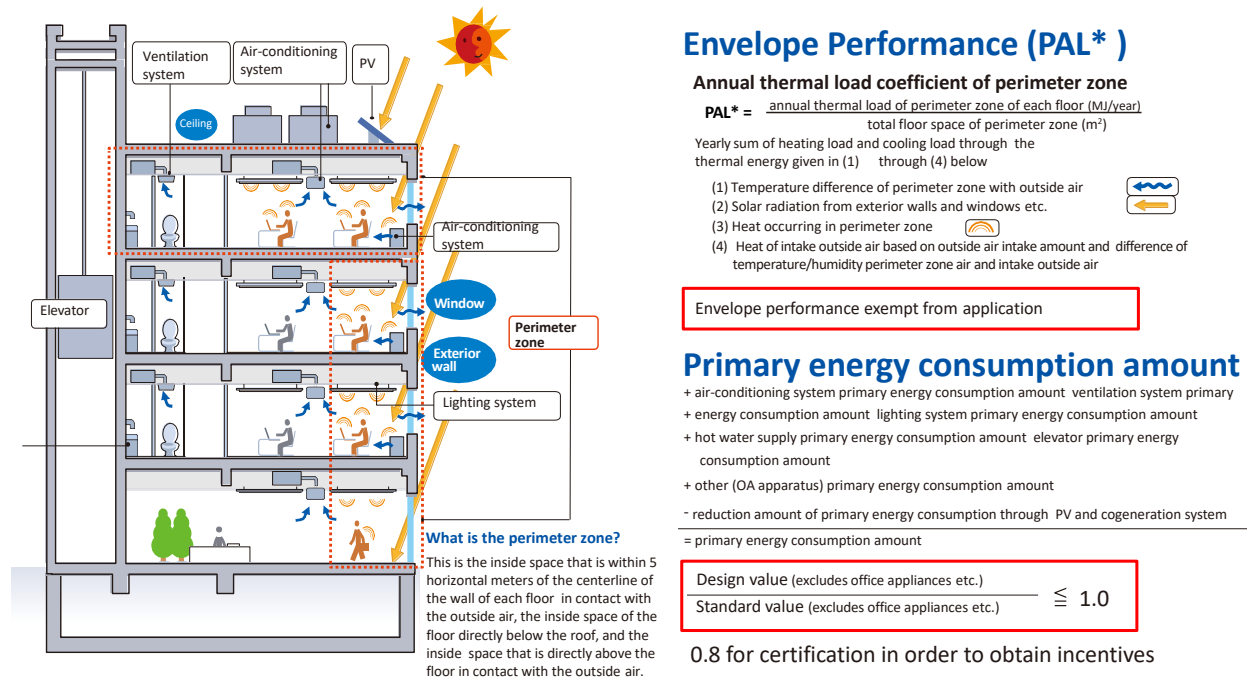 Ventilation
system
Air-conditioning
system
PV
Ceiling
Air-conditioning
system
Elevator
Window
Perimeter
zone
Exterior
wall
Lighting system
What is the perimeter zone?
This is the inside space that is within 5
horizontal meters of the centerline of
the wall of each floor in contact with
the outside air, the inside space of the
floor directly below the roof, and the
inside space that is directly above the
floor in contact with the outside air.
Envelope Performance (PAL* )
Annual thermal load coefficient of perimeter zone
PAL* = annual thermal load of perimeter zone of each floor (MJ/year)
total floor space of perimeter zone (m²)
Yearly sum of heating load and cooling load through the
thermal energy given in (1) through (4) below
(1) Temperature difference of perimeter zone with outside air
(2) Solar radiation from exterior walls and windows etc.
(3) Heat occurring in perimeter zone
(4) Heat of intake outside air based on outside air intake amount and difference of
temperature/humidity perimeter zone air and intake outside air
Envelope performance exempt from application
Primary energy consumption amount
+ air-conditioning system primary energy consumption amount ventilation system primary
+ energy consumption amount lighting system primary energy consumption amount
+ hot water supply primary energy consumption amount elevator primary energy
consumption amount
+ other (OA apparatus) primary energy consumption amount
- reduction amount of primary energy consumption through PV and cogeneration system
= primary energy consumption amount
Design value (excludes office appliances etc.)
Standard value (excludes office appliances etc.)
≦ 1.0
0.8 for certification in order to obtain incentives